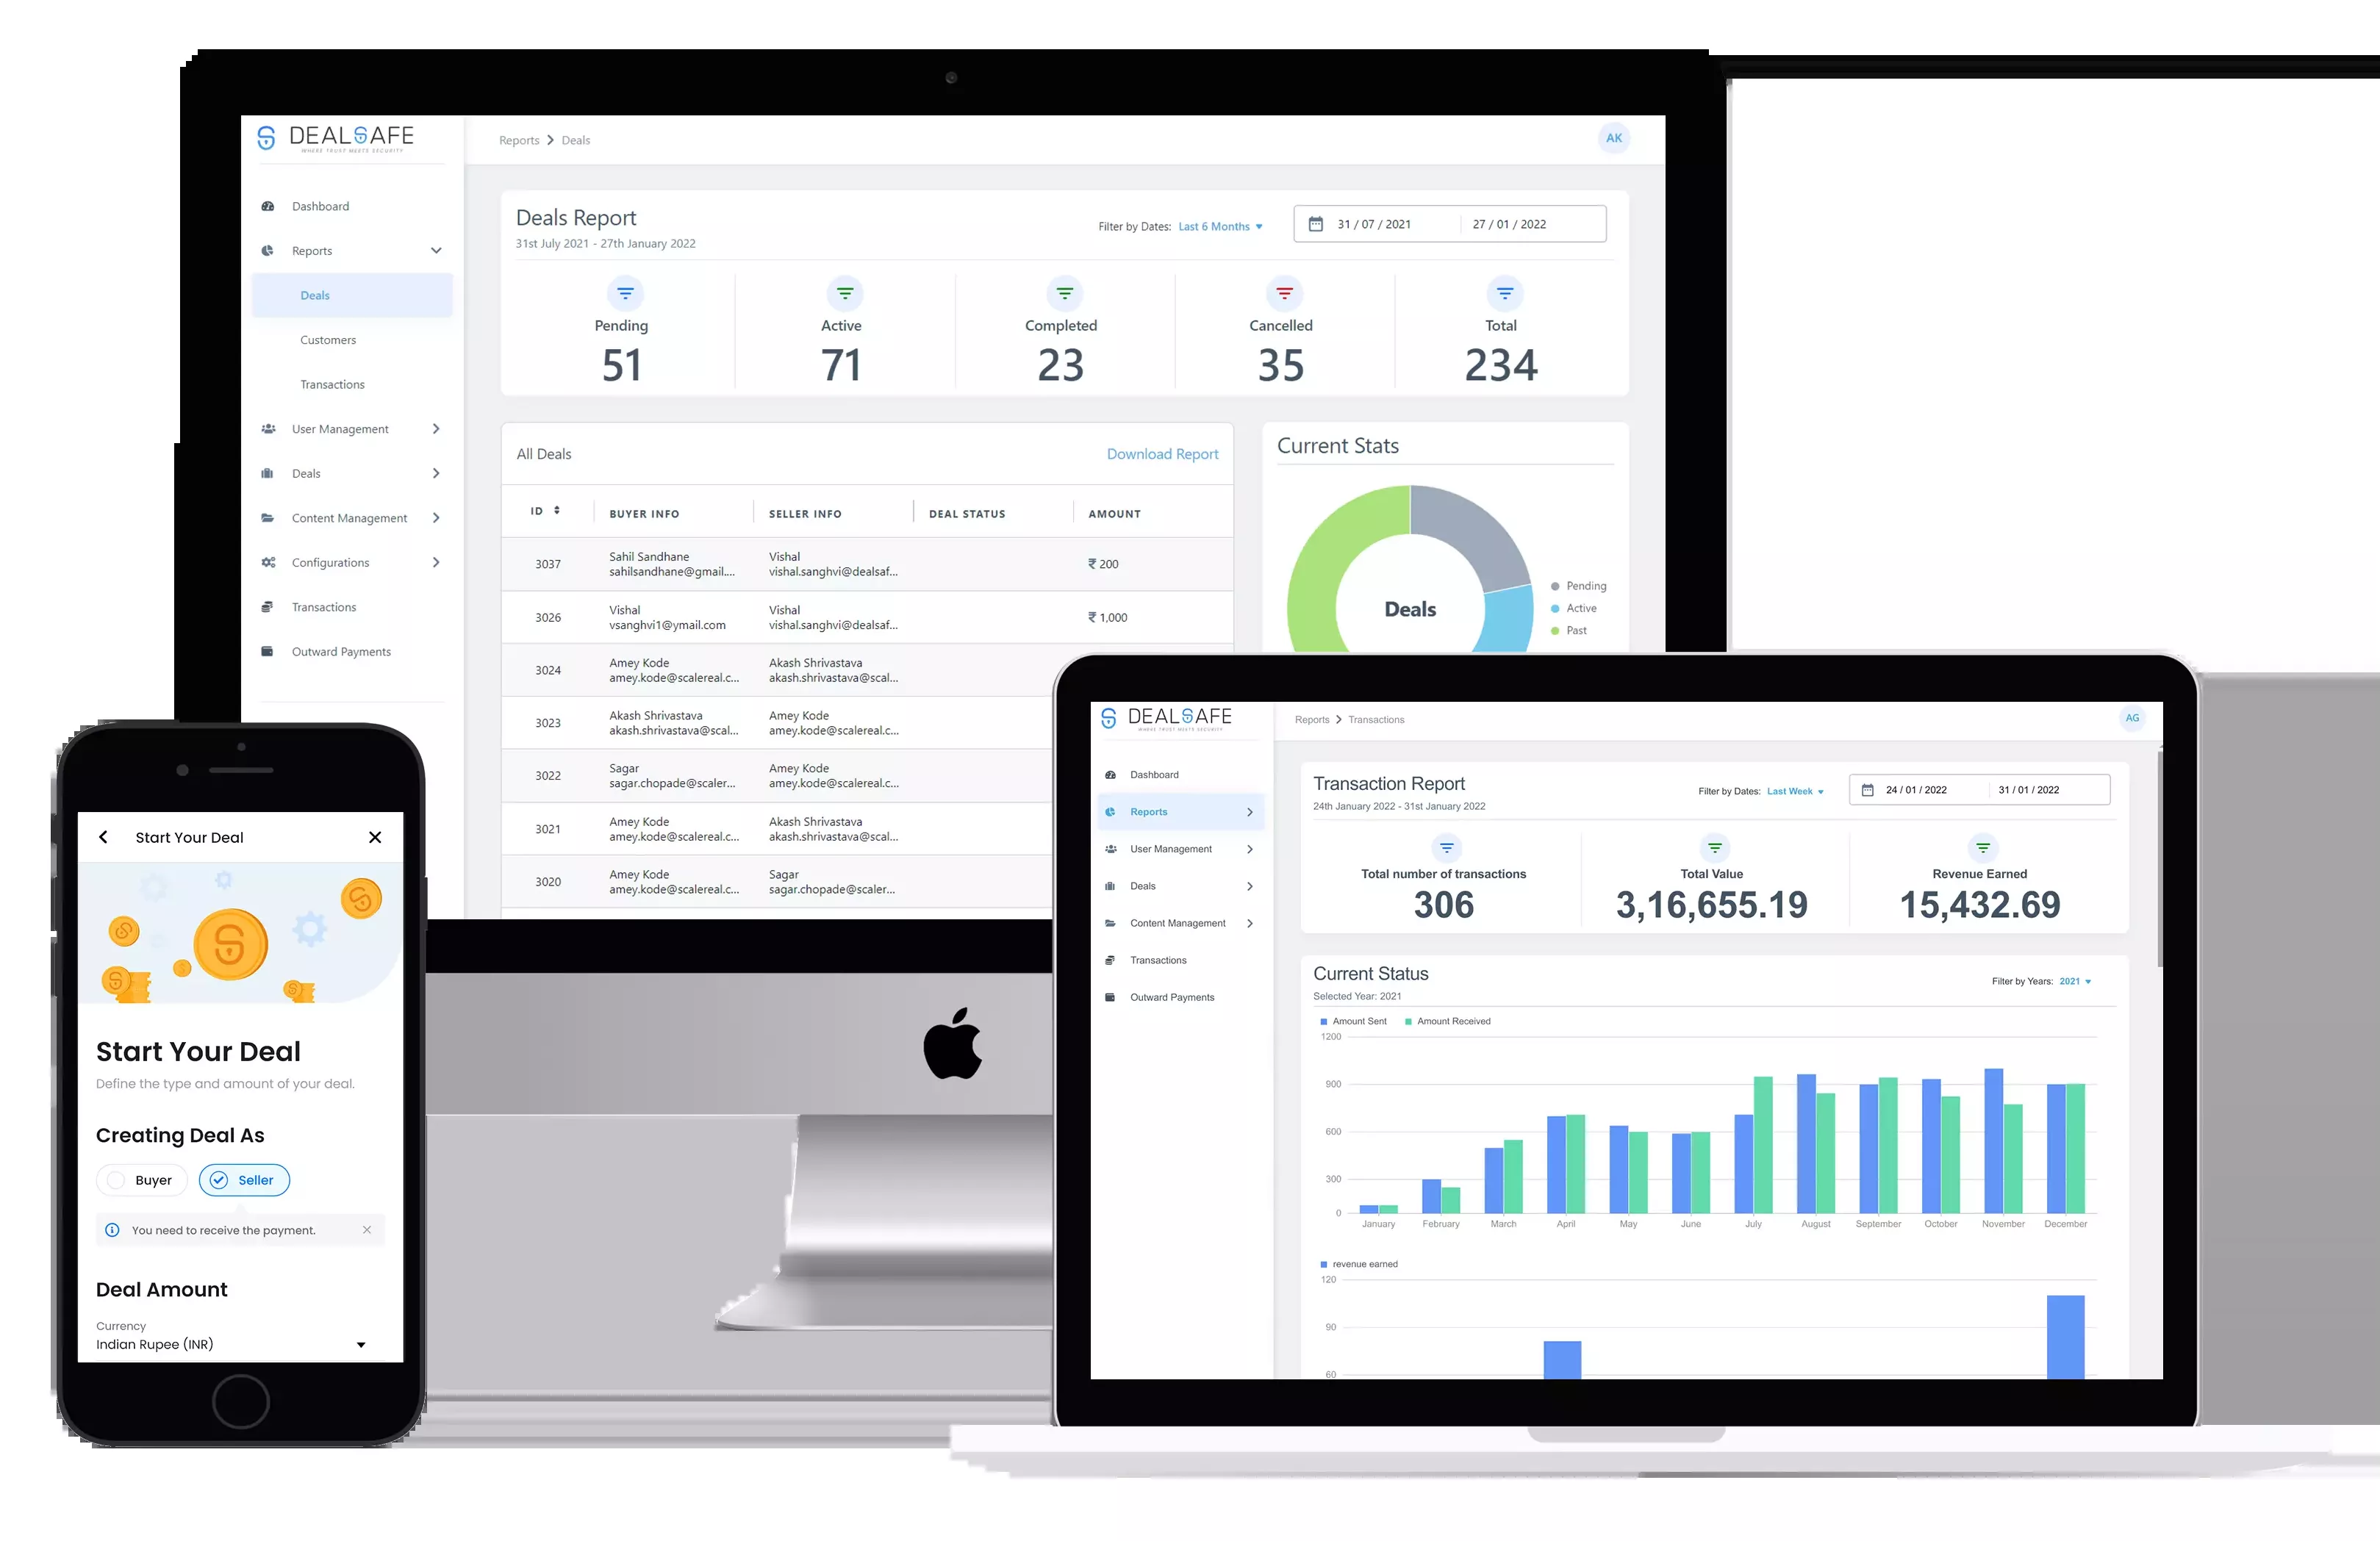 DEALSAFE
WHERE TRUST MEETS SECURITY
Dashboard
Reports
Deals
Customers
Transactions
User Management
Deals
Content Management
Configurations
Transactions
Outward Payments
Reports > Deals
AK
Deals Report
31st July 2021 - 27th January 2022
Filter by Dates: Last 6 Months
31 / 07 / 2021 27 / 01 / 2022
Pending Active Completed Cancelled Total
51 71 23 35 234
All Deals Download Report
ID BUYER INFO SELLER INFO DEAL STATUS AMOUNT
3037 Sahil Sandhane Vishal ₹ 200
sahilsandhane@gmail.... vishal.sanghvi@dealsaf...
3026 Vishal Vishal ₹ 1,000
vsanghvi1@ymail.com vishal.sanghvi@dealsaf...
3024 Amey Kode Akash Shrivastava
amey.kode@scalereal.c... akash.shrivastava@scal...
3023 Akash Shrivastava Amey Kode
akash.shrivastava@scal... amey.kode@scalereal.c...
3022 Sagar Amey Kode
sagar.chopade@scaler... amey.kode@scalereal.c...
3021 Amey Kode Akash Shrivastava
amey.kode@scalereal.c... akash.shrivastava@scal...
3020 Amey Kode Sagar
amey.kode@scalereal.c... sagar.chopade@scaler...
Current Stats
Deals
Pending
Active
Past
Start Your Deal
Start Your Deal
Define the type and amount of your deal.
Creating Deal As
Buyer Seller
You need to receive the payment.
Deal Amount
Currency
Indian Rupee (INR)
DEALSAFE
WHERE TRUST MEETS SECURITY
Dashboard
Reports
User Management
Deals
Content Management
Transactions
Outward Payments
Reports > Transactions
AG
Transaction Report
24th January 2022 - 31st January 2022
Filter by Dates: Last Week
24 / 01 / 2022 31 / 01 / 2022
Total number of transactions Total Value Revenue Earned
306 3,16,655.19 15,432.69
Current Status
Selected Year: 2021
Filter by Years: 2021
Amount Sent Amount Received
1200
900
600
300
0
January February March April May June July August September October November December
revenue earned
120
90
60